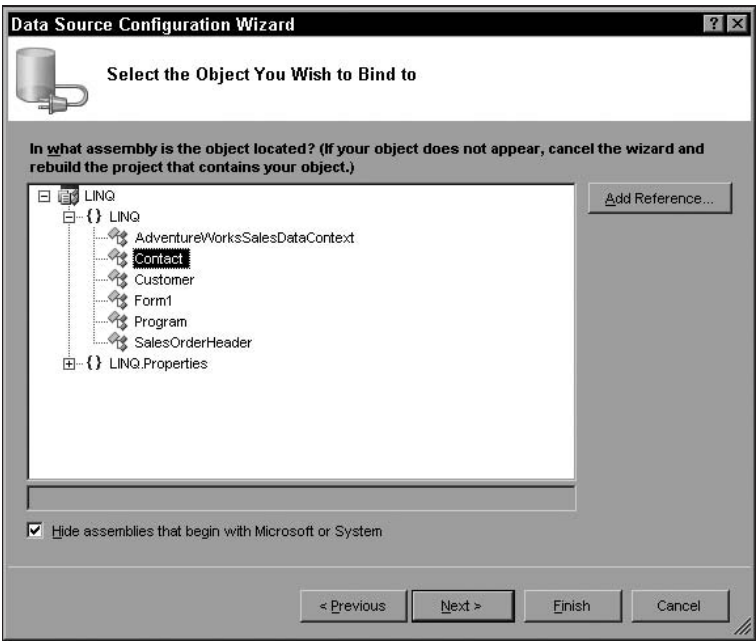 Data Source Configuration Wizard
Select the Object You Wish to Bind to
In what assembly is the object located? (If your object does not appear, cancel the wizard and
rebuild the project that contains your object.)
LINQ
Add Reference...
{} LINQ
AdventureWorksSalesDataContext
Contact
Customer
Form1
Program
SalesOrderHeader
{} LINQ.Properties
Hide assemblies that begin with Microsoft or System
< Previous
Next >
Finish
Cancel